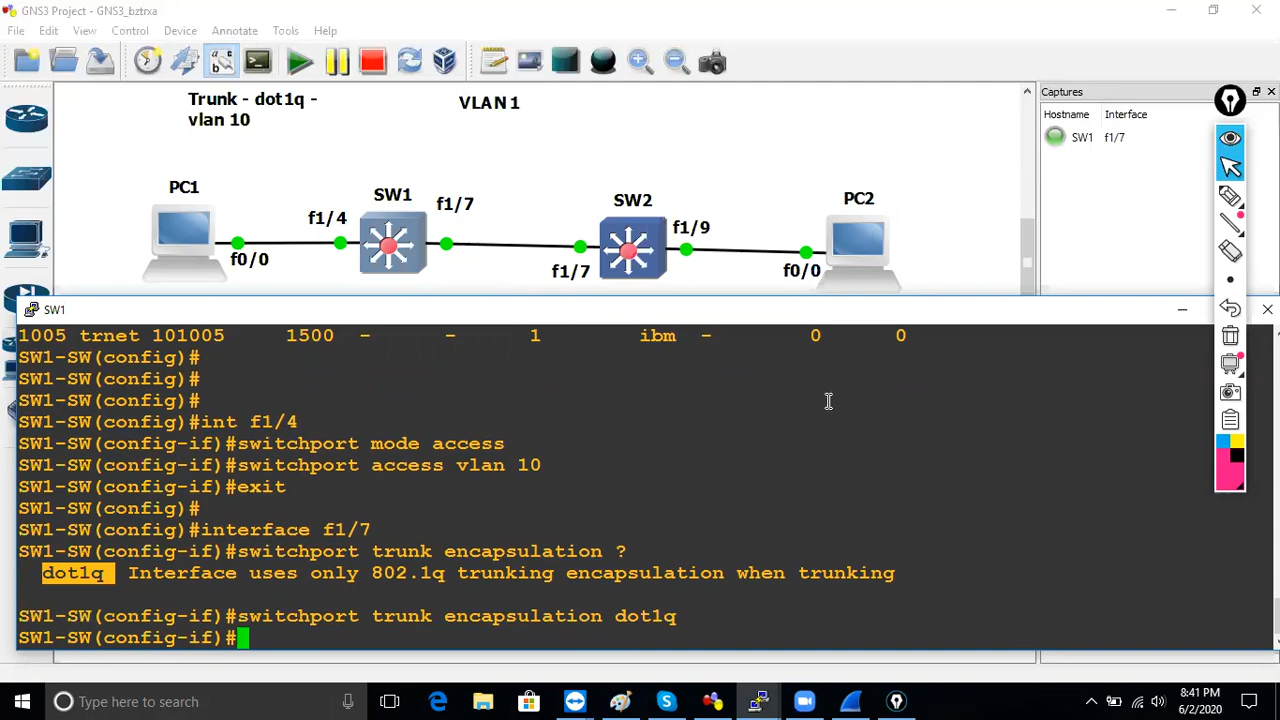 GNS3 - GNS3_bztrxa
File Edit View Control Device Annotate Tools Help
Trunk - dot1q -
vlan 10
VLAN 1
Captures
Hostname Interface
SW1 f1/7
PC1
SW1
SW2
PC2
f1/4
f1/7
f1/9
f0/0
f1/7
f0/0
SW1
1005 trnet 101005 1500 - - 1 ibm - 0 0
SW1-SW(config)#
SW1-SW(config)#
SW1-SW(config)#
SW1-SW(config)#int f1/4
SW1-SW(config-if)#switchport mode access
SW1-SW(config-if)#switchport access vlan 10
SW1-SW(config-if)#exit
SW1-SW(config)#
SW1-SW(config)#interface f1/7
SW1-SW(config-if)#switchport trunk encapsulation ?
dot1q Interface uses only 802.1q trunking encapsulation when trunking
SW1-SW(config-if)#switchport trunk encapsulation dot1q
SW1-SW(config-if)#
Type here to search
8:41 PM
6/2/2020